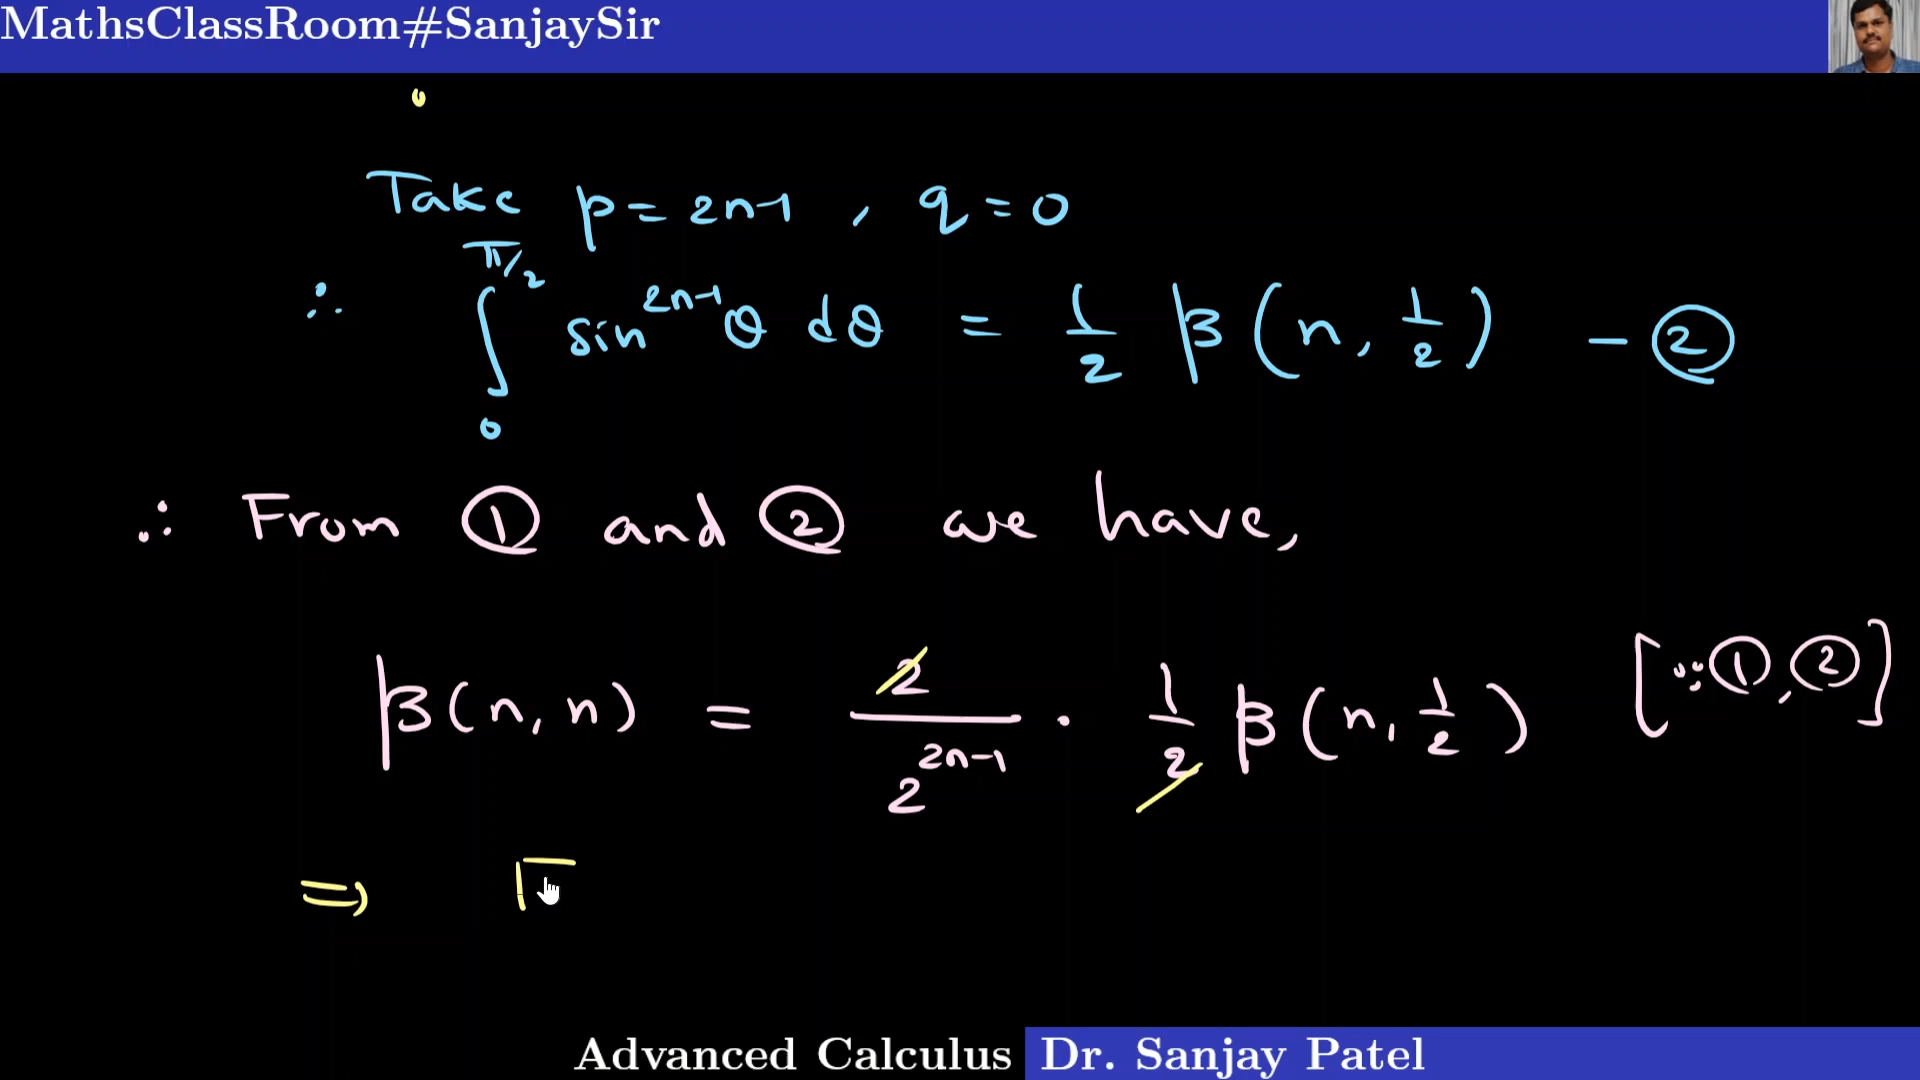 MathsClassRoom#SanjaySir
Take p = 2n-1 , q = 0
∴ ∫₀^{π/2} sin^{2n-1} θ dθ = 1/2 β(n, 1/2) - ②
∴ From ① and ② we have,
β(n, n) = 2/2^{2n-1} · 1/2 β(n, 1/2) [∵ ①, ②]
⇒ Γ
Advanced Calculus Dr. Sanjay Patel